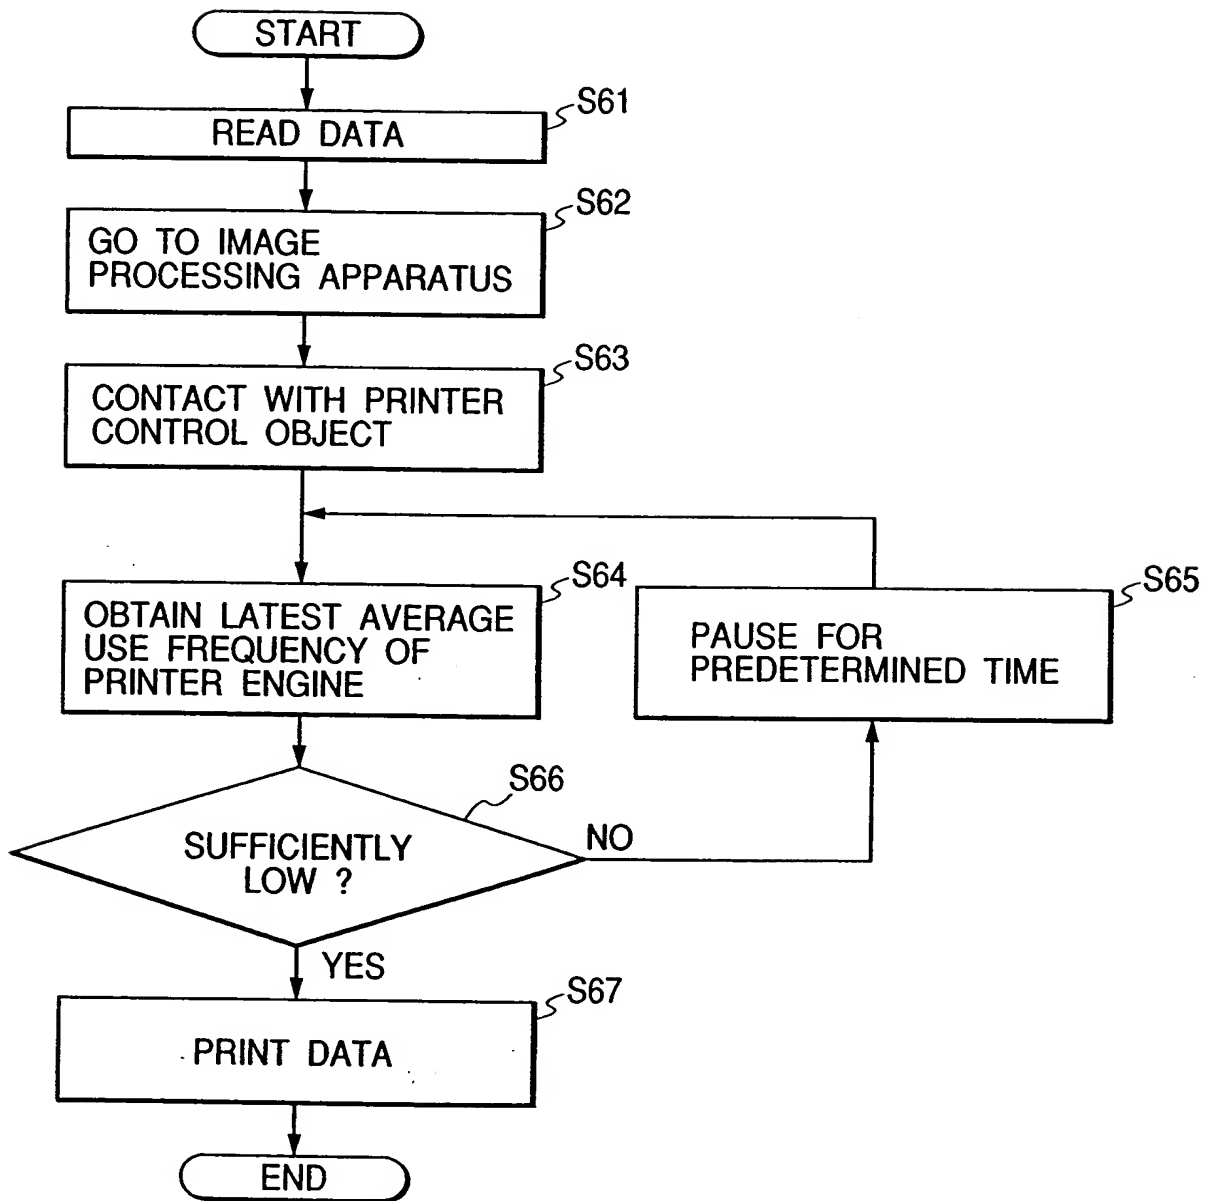 START
S61
READ DATA
S62
GO TO IMAGE
PROCESSING APPARATUS
S63
CONTACT WITH PRINTER
CONTROL OBJECT
S64
OBTAIN LATEST AVERAGE
USE FREQUENCY OF
PRINTER ENGINE
S65
PAUSE FOR
PREDETERMINED TIME
S66
SUFFICIENTLY
LOW ?
NO
YES
S67
PRINT DATA
END